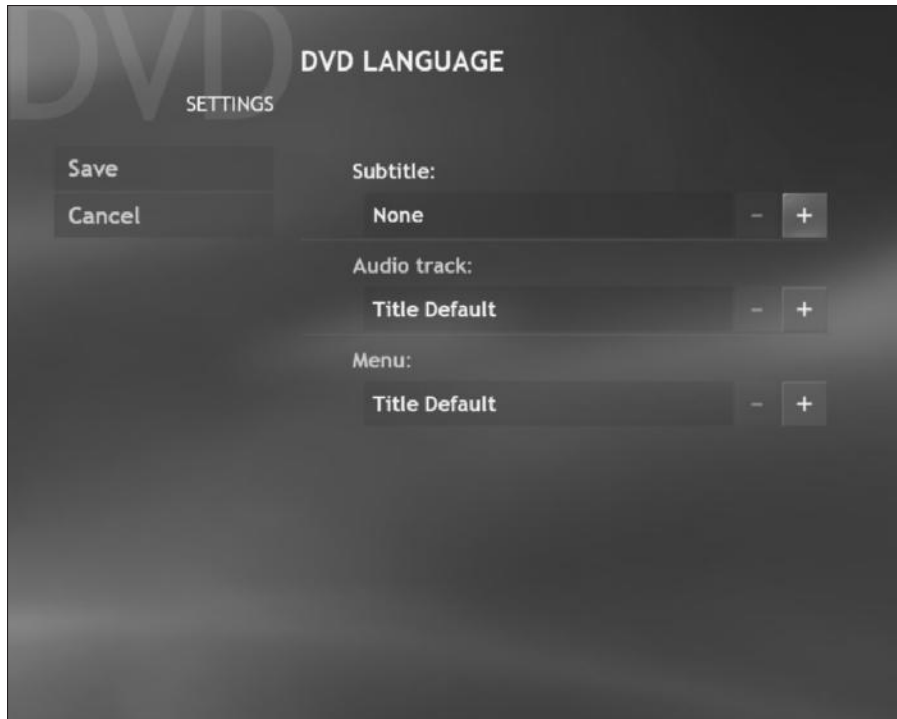 DVD
DVD LANGUAGE
SETTINGS
Save
Cancel
Subtitle:
None - +
Audio track:
Title Default - +
Menu:
Title Default - +